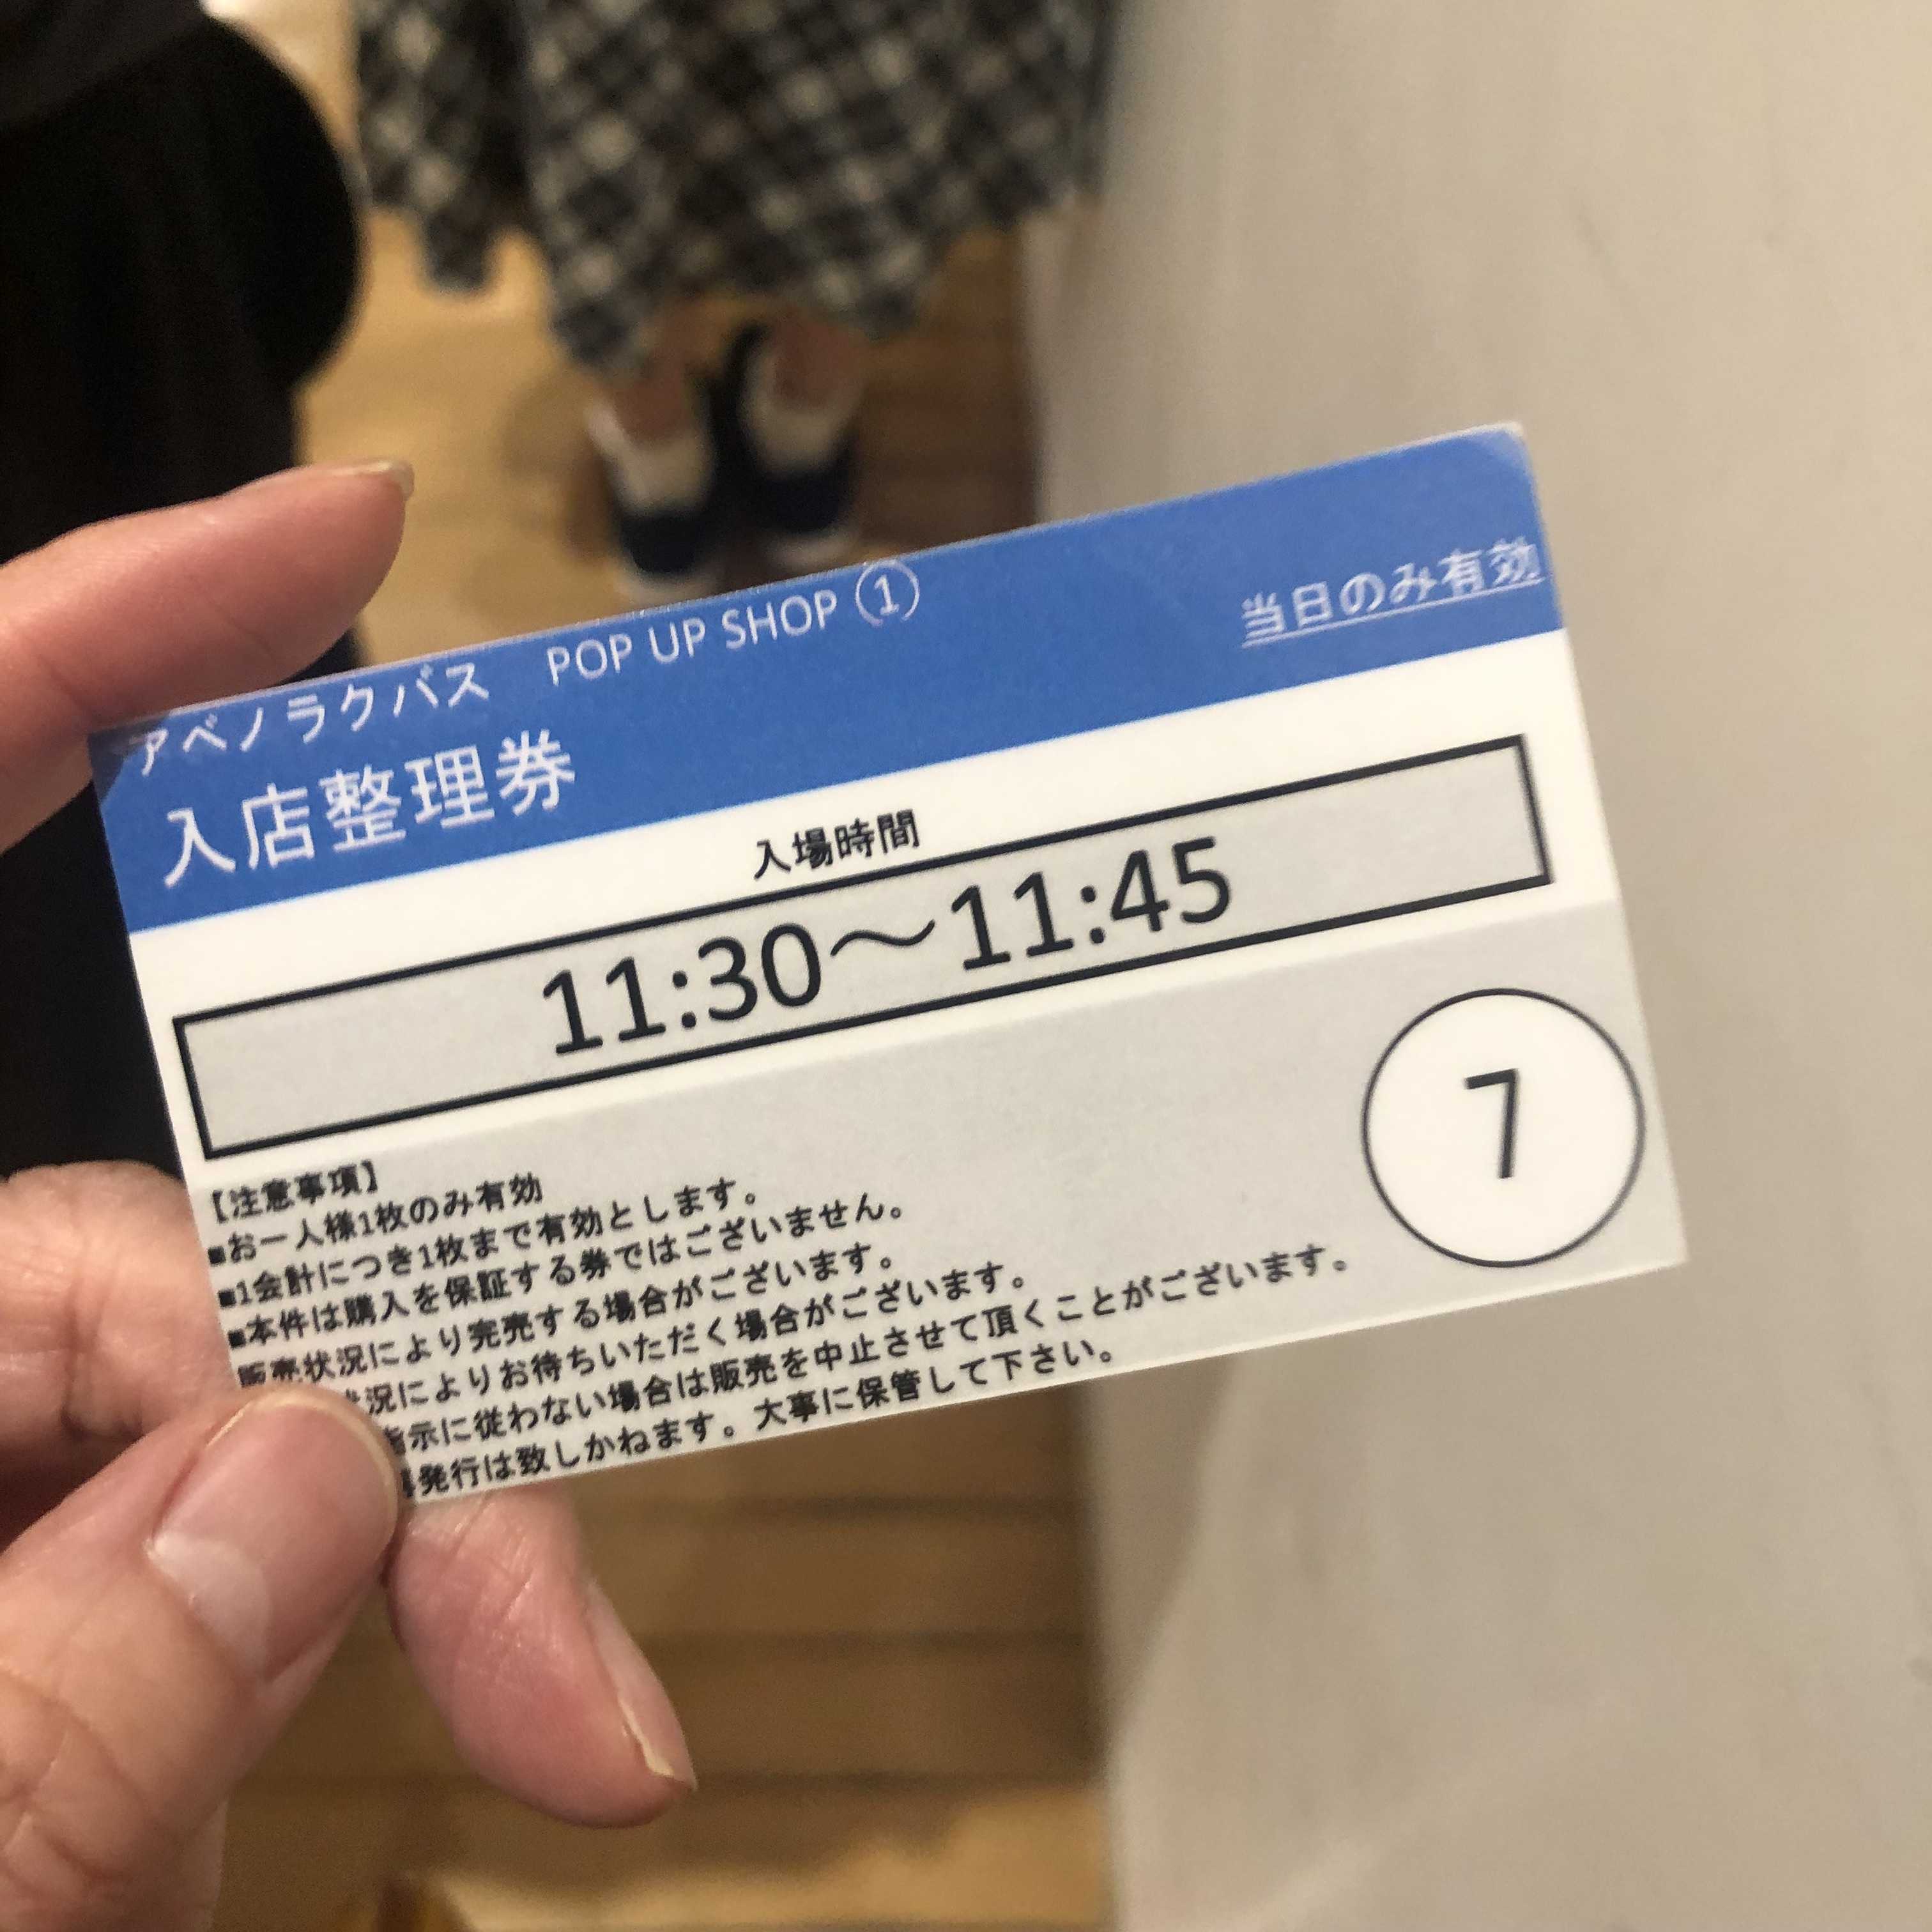 アベノラクバス POP UP SHOP ①
当日のみ有効
入店整理券
入場時間
11:30～11:45
7
【注意事項】
■お一人様1枚のみ有効
■1会計につき1枚まで有効とします。
■本件は購入を保証する券ではございません。
販売状況により完売する場合がございます。
状況によりお待ちいただく場合がございます。
指示に従わない場合は販売を中止させて頂くことがございます。
再発行は致しかねます。大事に保管して下さい。